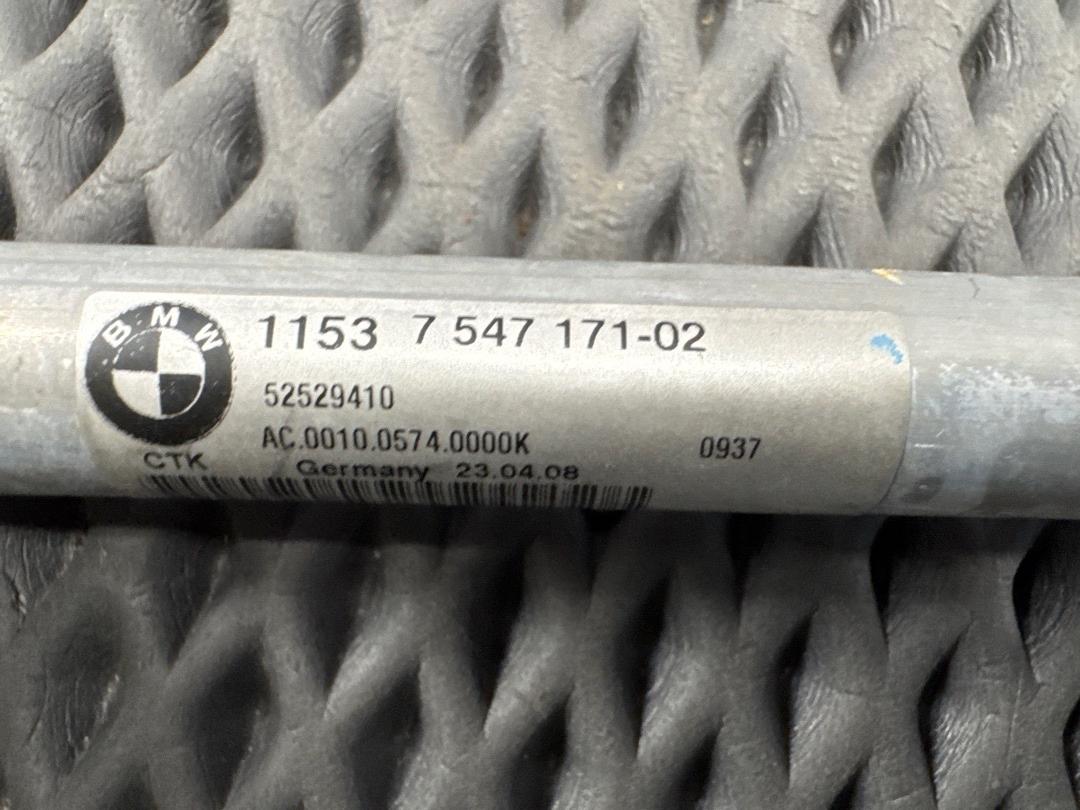 BMW
1153 7 547 171-02
52529410
AC.0010.0574.0000K 0937
CTK
Germany 23.04.08